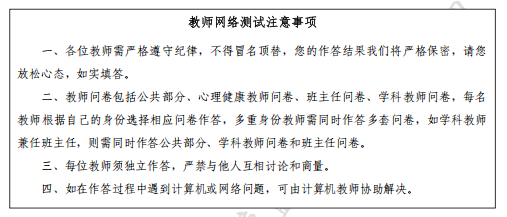 教师网络测试注意事项
一、各位教师需严格遵守纪律，不得冒名顶替，您的作答结果我们将严格保密，请您
放松心态，如实填答。
二、教师问卷包括公共部分、心理健康教师问卷、班主任问卷、学科教师问卷，每名
教师根据自己的身份选择相应问卷作答，多重身份教师需同时作答多套问卷，如学科教师
兼任班主任，则需同时作答公共部分、学科教师问卷和班主任问卷。
三、每位教师须独立作答，严禁与他人互相讨论和商量。
四、如在作答过程中遇到计算机或网络问题，可由计算机教师协助解决。